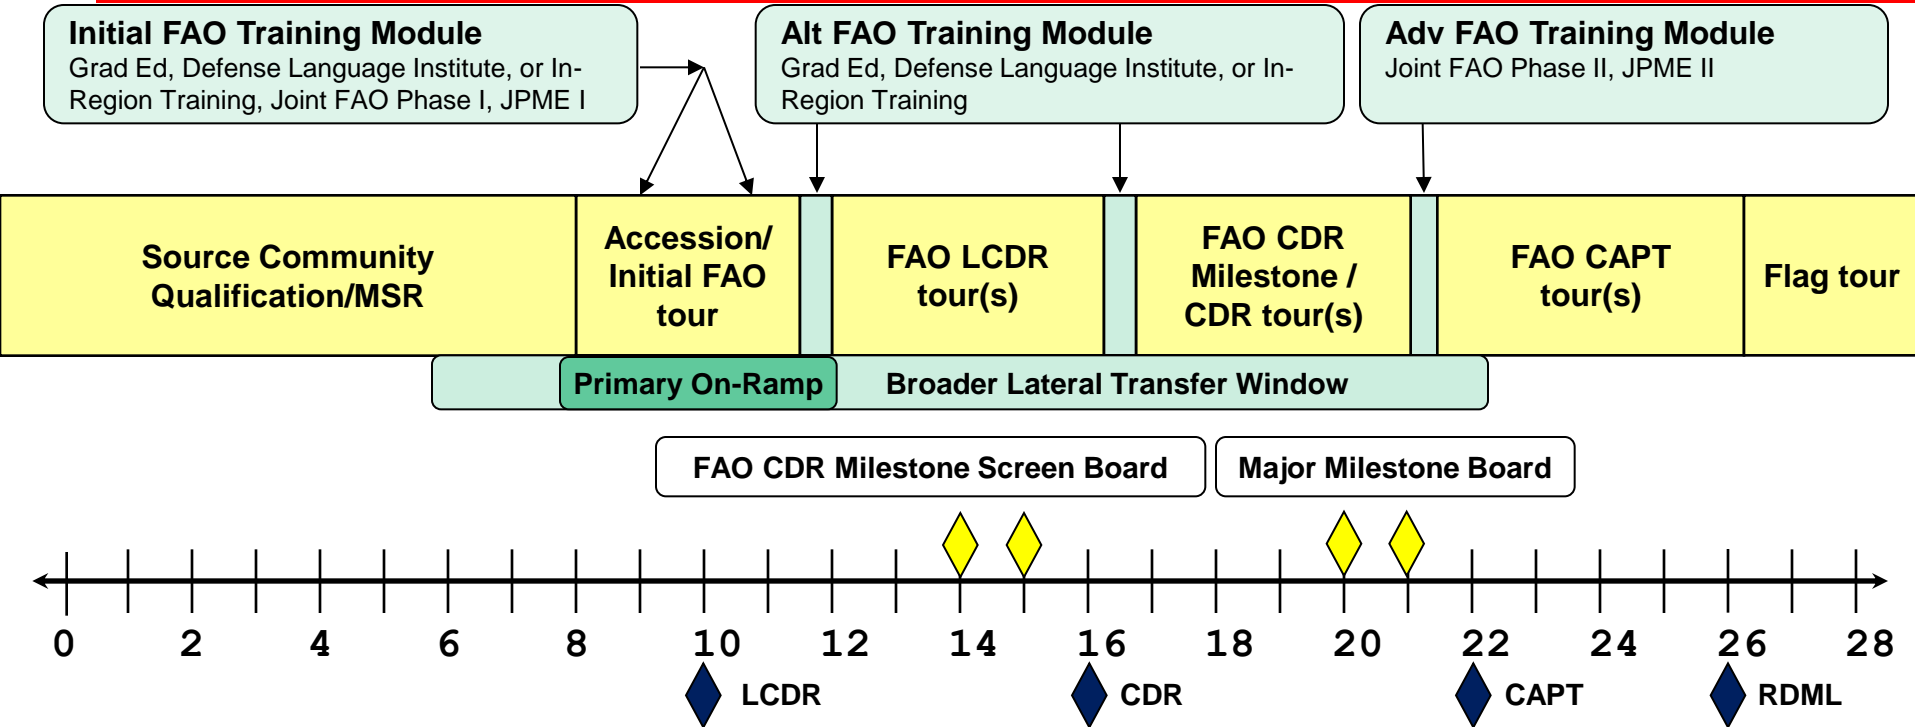 Initial FAO Training Module
Grad Ed, Defense Language Institute, or In-
Region Training, Joint FAO Phase I, JPME I
Alt FAO Training Module
Grad Ed, Defense Language Institute, or In-
Region Training
Adv FAO Training Module
Joint FAO Phase II, JPME II
Source Community
Qualification/MSR
Accession/
Initial FAO
tour
FAO LCDR
tour(s)
FAO CDR
Milestone /
CDR tour(s)
FAO CAPT
tour(s)
Flag tour
Primary On-Ramp
Broader Lateral Transfer Window
FAO CDR Milestone Screen Board
Major Milestone Board
0 2 4 6 8 10 12 14 16 18 20 22 24 26 28
LCDR CDR CAPT RDML